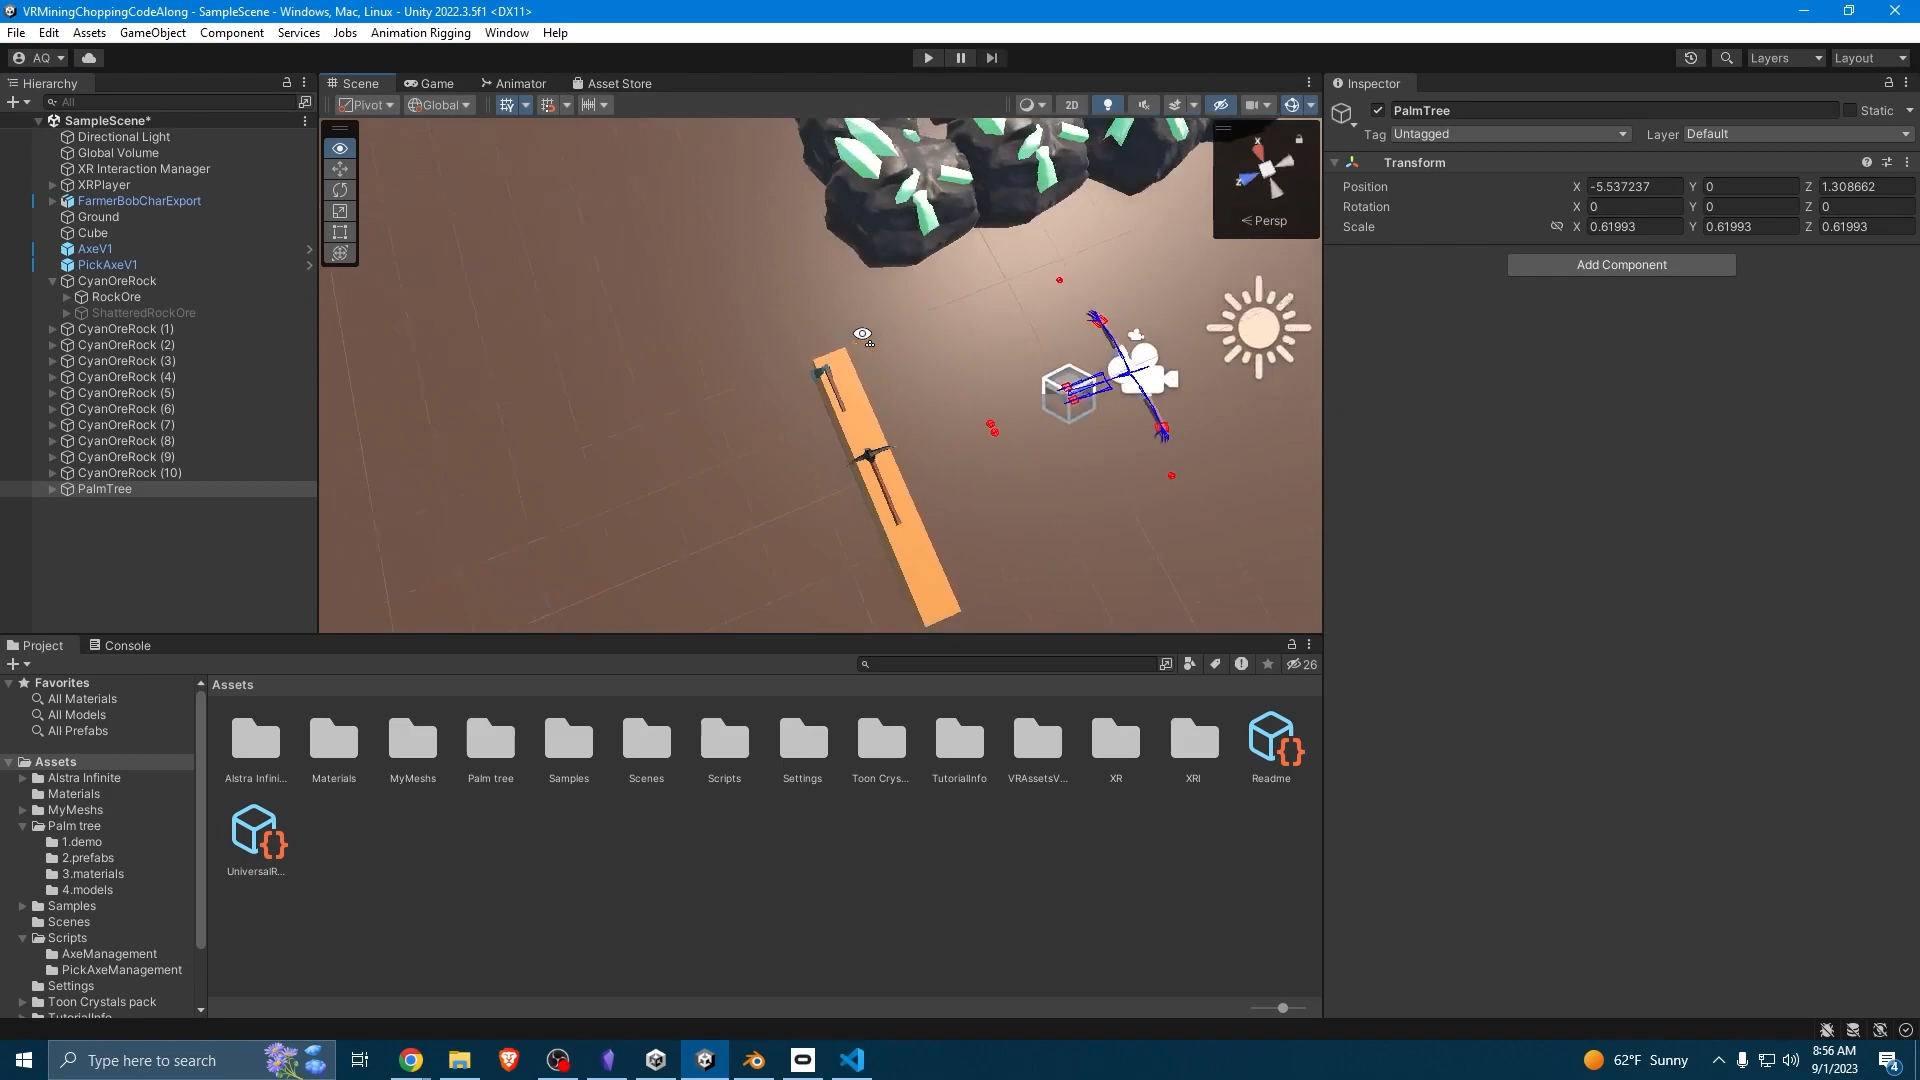 VRMiningChoppingCodeAlong - SampleScene - Windows, Mac, Linux - Unity 2022.3.5f1 <DX11>
File Edit Assets GameObject Component Services Jobs Animation Rigging Window Help
AQ Layers Layout
Hierarchy
All
SampleScene*
Directional Light
Global Volume
XR Interaction Manager
XRPlayer
FarmerBobCharExport
Ground
Cube
AxeV1
PickAxeV1
CyanOreRock
RockOre
ShatteredRockOre
CyanOreRock (1)
CyanOreRock (2)
CyanOreRock (3)
CyanOreRock (4)
CyanOreRock (5)
CyanOreRock (6)
CyanOreRock (7)
CyanOreRock (8)
CyanOreRock (9)
CyanOreRock (10)
PalmTree
Scene Game Animator Asset Store
Pivot Global 2D
x
z
< Persp
Inspector
PalmTree Static
Tag Untagged Layer Default
Transform
Position X -5.537237 Y 0 Z 1.308662
Rotation X 0 Y 0 Z 0
Scale X 0.61993 Y 0.61993 Z 0.61993
Add Component
Project Console
26
Favorites
All Materials
All Models
All Prefabs
Assets
Alstra Infinite
Materials
MyMeshs
Palm tree
1.demo
2.prefabs
3.materials
4.models
Samples
Scenes
Scripts
AxeManagement
PickAxeManagement
Settings
Toon Crystals pack
TutorialInfo
Assets
Alstra Infini... Materials MyMeshs Palm tree Samples Scenes Scripts Settings Toon Crys... TutorialInfo VRAssetsV... XR XRI Readme
UniversalR...
Type here to search
62°F Sunny
8:56 AM
9/1/2023
4